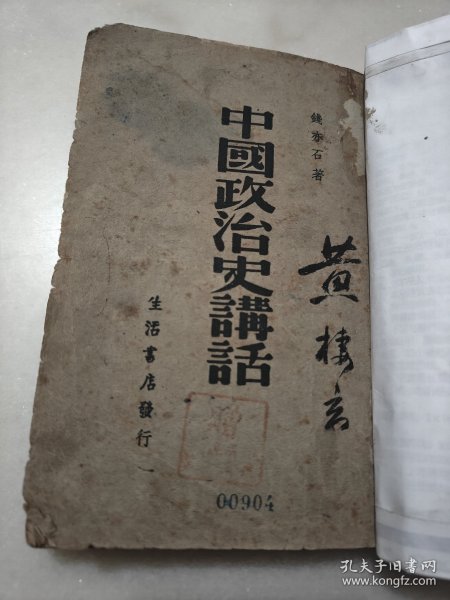 錢亦石著
中國政治史講話
生活書店發行
黄
00904
孔夫子旧书网
www.kongfz.com